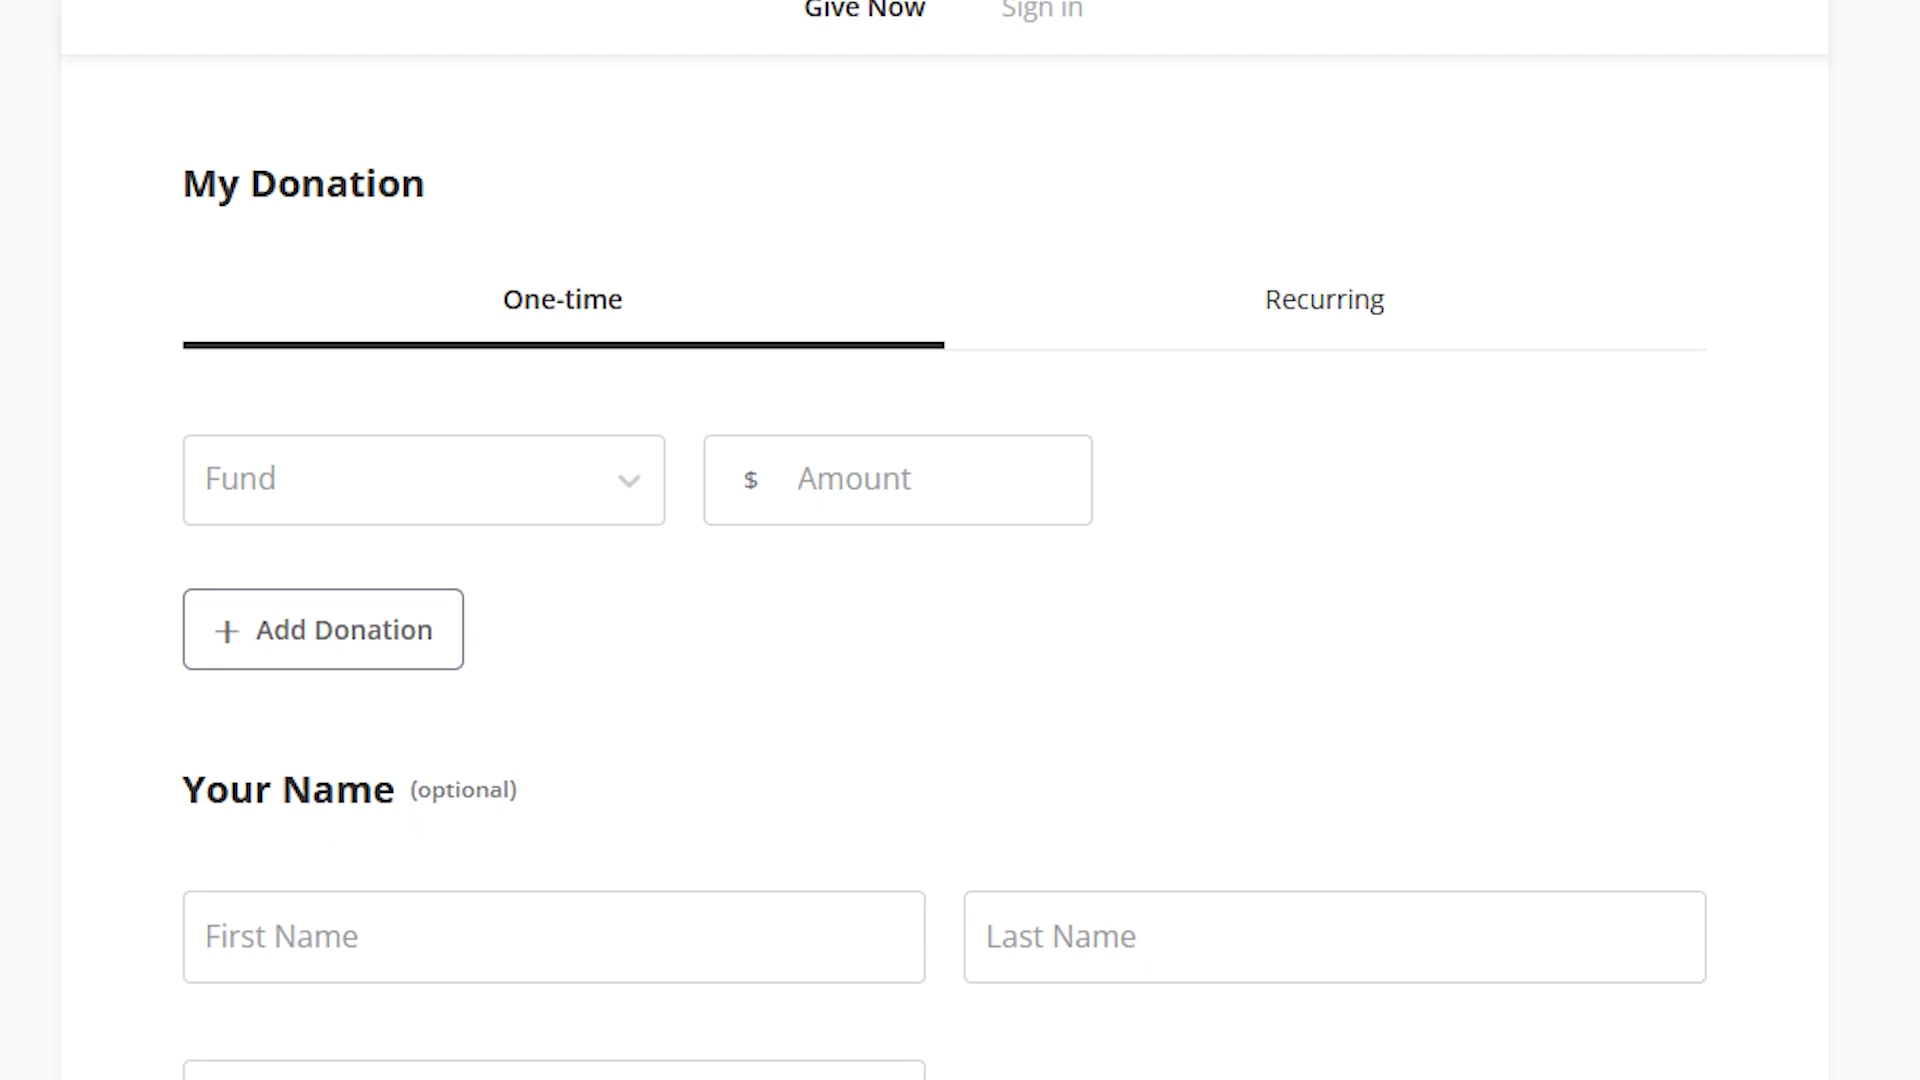 Give Now Sign in
My Donation
One-time Recurring
Fund $ Amount
+ Add Donation
Your Name (optional)
First Name Last Name